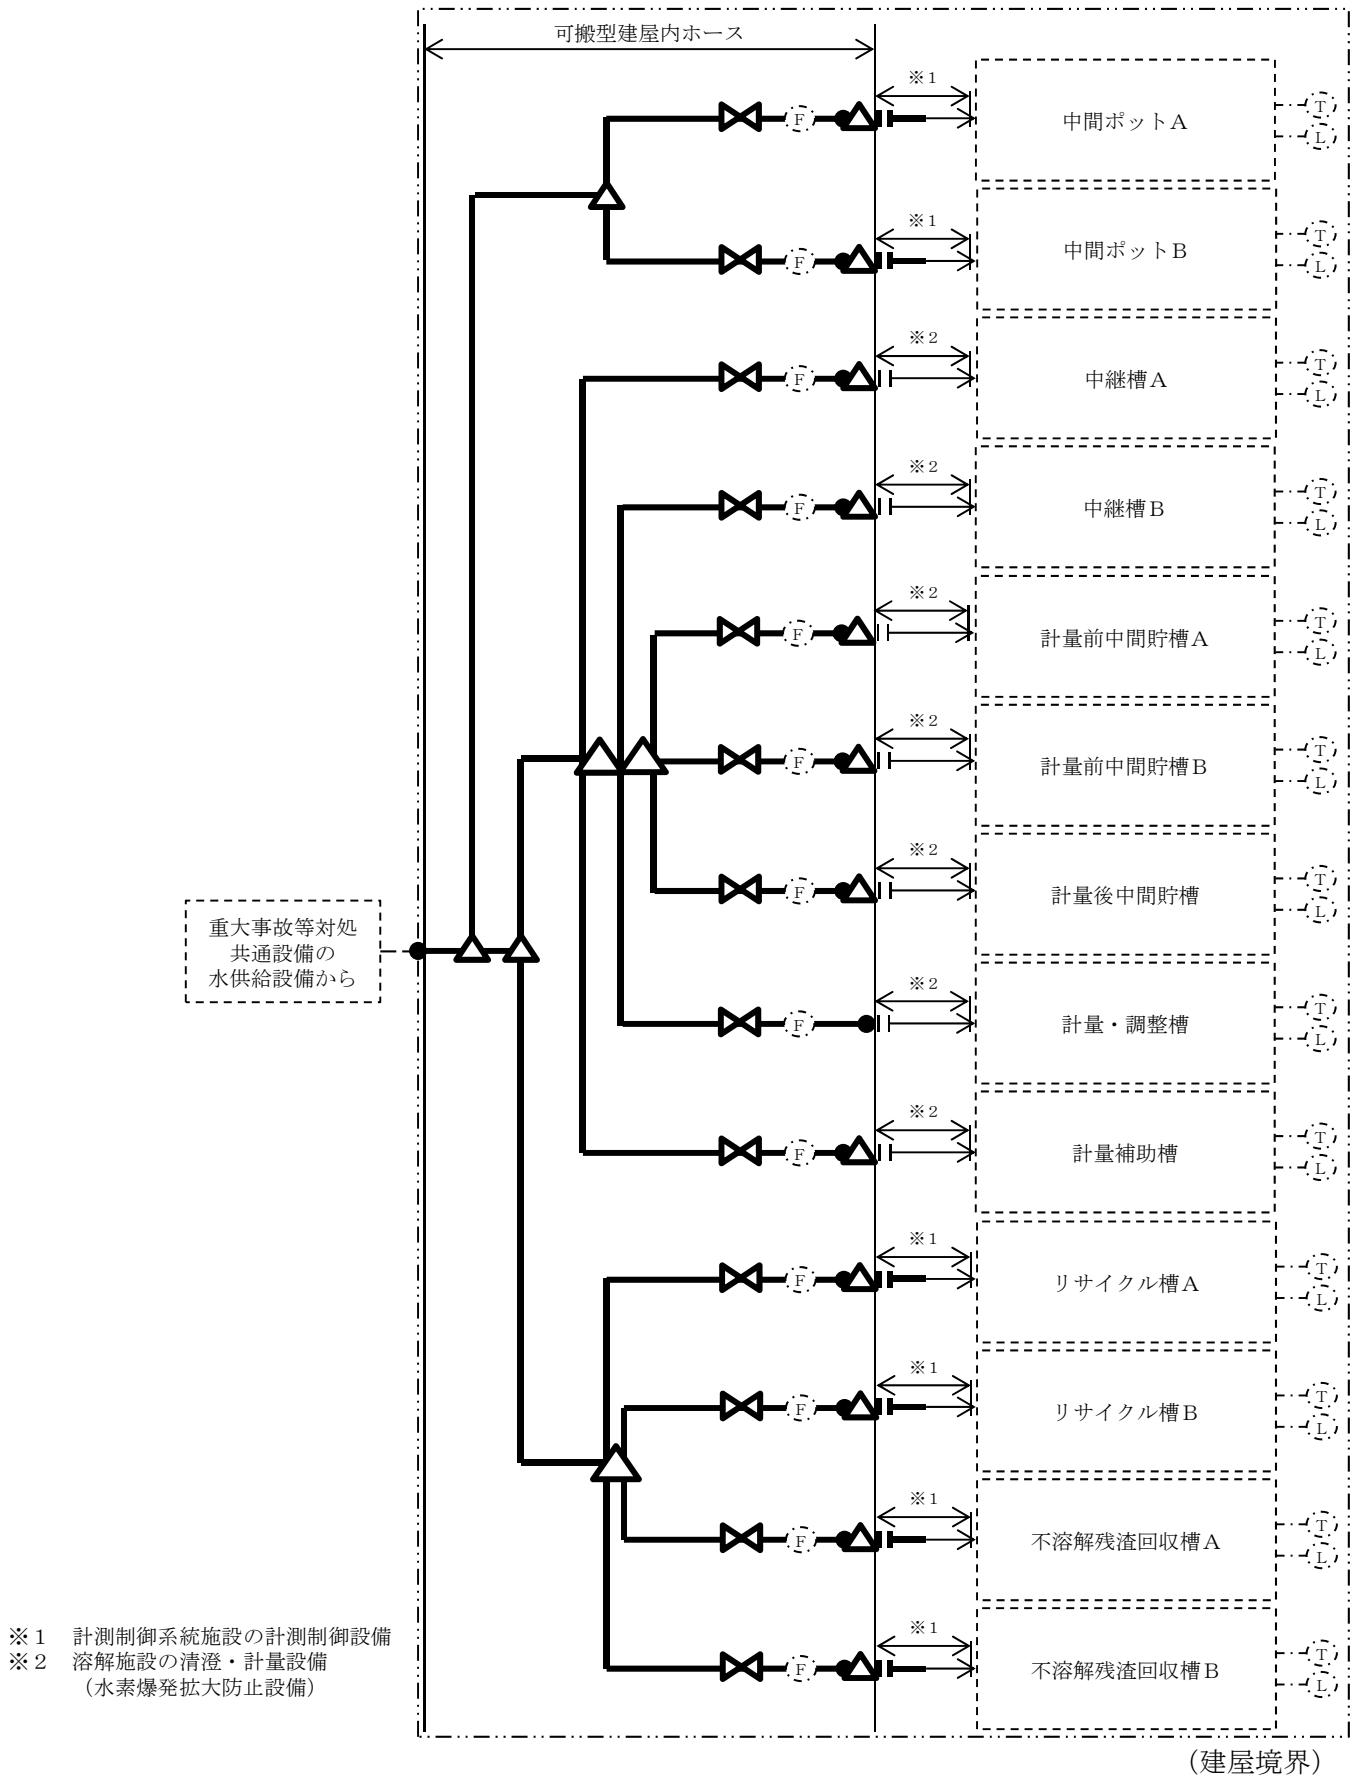 可搬型建屋内ホース
※１
F
中間ポットＡ
T
L
※１
F
中間ポットＢ
T
L
※２
F
中継槽Ａ
T
L
※２
F
中継槽Ｂ
T
L
※２
F
計量前中間貯槽Ａ
T
L
※２
F
計量前中間貯槽Ｂ
T
L
※２
F
計量後中間貯槽
T
L
重大事故等対処
共通設備の
水供給設備から
※２
F
計量・調整槽
T
L
※２
F
計量補助槽
T
L
※１
F
リサイクル槽Ａ
T
L
※１
F
リサイクル槽Ｂ
T
L
※１
F
不溶解残渣回収槽Ａ
T
L
※１
F
不溶解残渣回収槽Ｂ
T
L
※１　計測制御系統施設の計測制御設備
※２　溶解施設の清澄・計量設備
（水素爆発拡大防止設備）
（建屋境界）